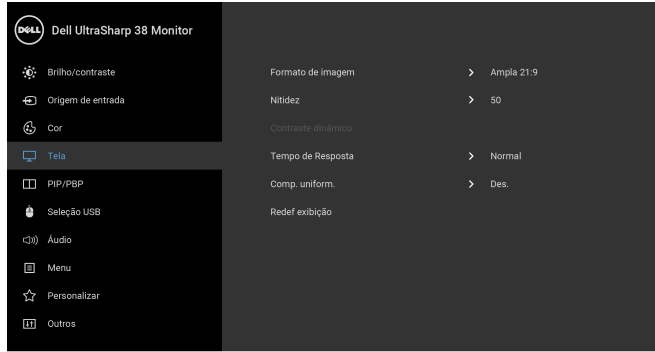 DELL Dell UltraSharp 38 Monitor
Brilho/contraste
Origem de entrada
Cor
Tela
PIP/PBP
Seleção USB
Áudio
Menu
Personalizar
Outros
Formato de imagem > Ampla 21:9
Nitidez > 50
Contraste dinâmico
Tempo de Resposta > Normal
Comp. uniform. > Des.
Redef exibição